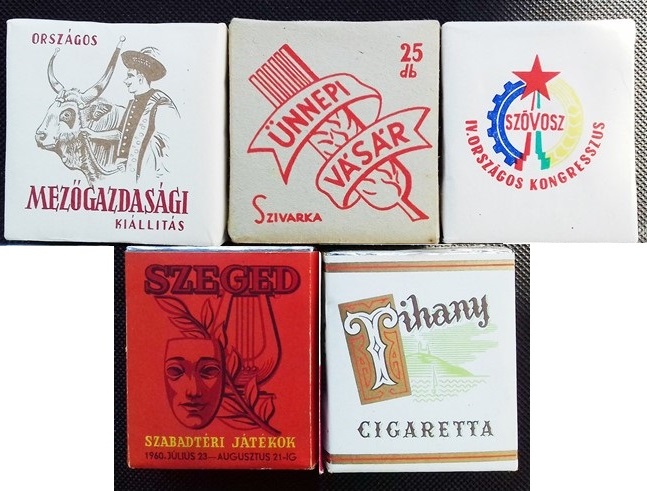 ORSZÁGOS
MEZŐGAZDASÁGI
KIÁLLITÁS
25
db
ÜNNEPI
VÁSÁR
SZIVARKA
SZÖVOSZ
IV. ORSZÁGOS KONGRESSZUS
SZEGED
SZABADTÉRI JÁTÉKOK
1960. JÚLIUS 23—AUGUSZTUS 21-IG
Tihany
CIGARETTA